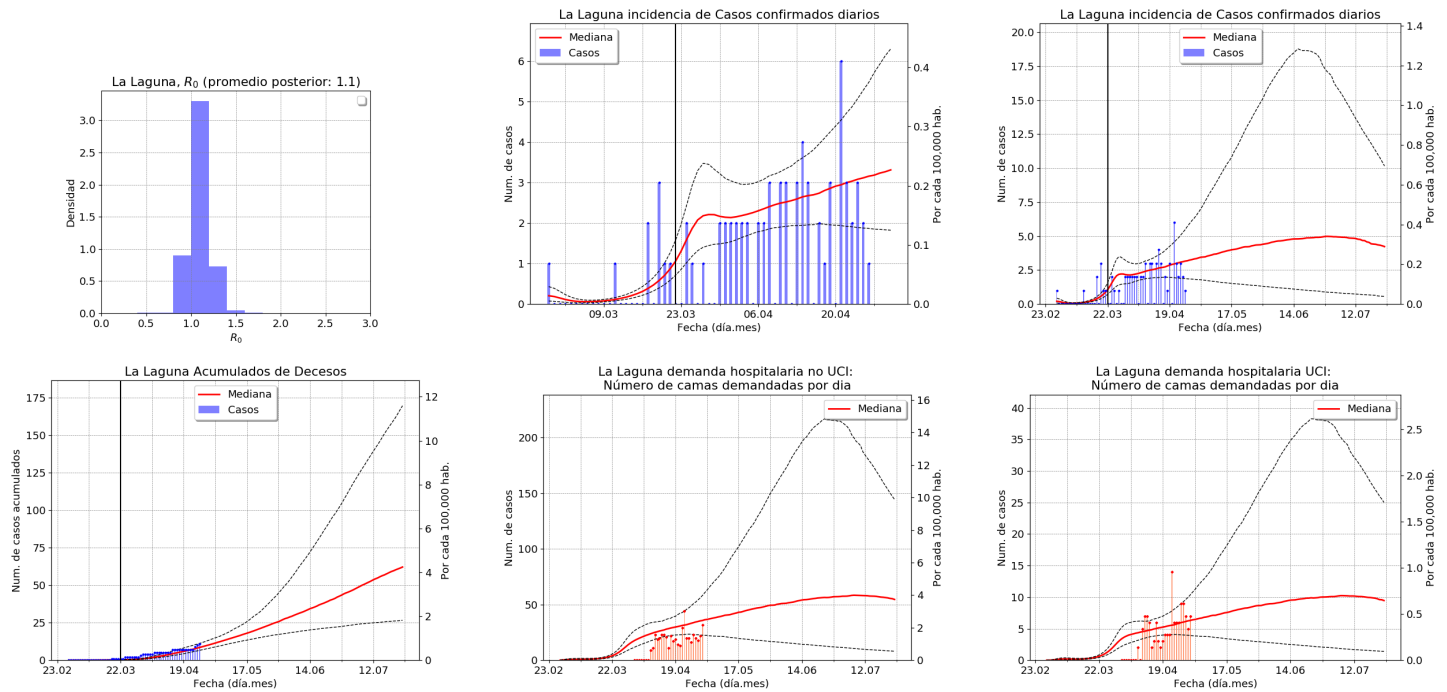 La Laguna, R₀ (promedio posterior: 1.1)
Densidad
3.0
2.5
2.0
1.5
1.0
0.5
0.0
0.0 0.5 1.0 1.5 2.0 2.5 3.0
R₀
La Laguna incidencia de Casos confirmados diarios
Mediana
Casos
Num. de casos
6
5
4
3
2
1
0
Por cada 100,000 hab.
0.4
0.3
0.2
0.1
0.0
09.03 23.03 06.04 20.04
Fecha (día.mes)
La Laguna incidencia de Casos confirmados diarios
Mediana
Casos
Num. de casos
20.0
17.5
15.0
12.5
10.0
7.5
5.0
2.5
0.0
Por cada 100,000 hab.
1.4
1.2
1.0
0.8
0.6
0.4
0.2
0.0
23.02 22.03 19.04 17.05 14.06 12.07
Fecha (día.mes)
La Laguna Acumulados de Decesos
Mediana
Casos
Num. de casos acumulados
175
150
125
100
75
50
25
0
Por cada 100,000 hab.
12
10
8
6
4
2
0
23.02 22.03 19.04 17.05 14.06 12.07
Fecha (día.mes)
La Laguna demanda hospitalaria no UCI:
Número de camas demandadas por dia
Mediana
Num. de casos
200
150
100
50
0
Por cada 100,000 hab.
16
14
12
10
8
6
4
2
0
23.02 22.03 19.04 17.05 14.06 12.07
Fecha (día.mes)
La Laguna demanda hospitalaria UCI:
Número de camas demandadas por dia
Mediana
Num. de casos
40
35
30
25
20
15
10
5
0
Por cada 100,000 hab.
2.5
2.0
1.5
1.0
0.5
0.0
23.02 22.03 19.04 17.05 14.06 12.07
Fecha (día.mes)